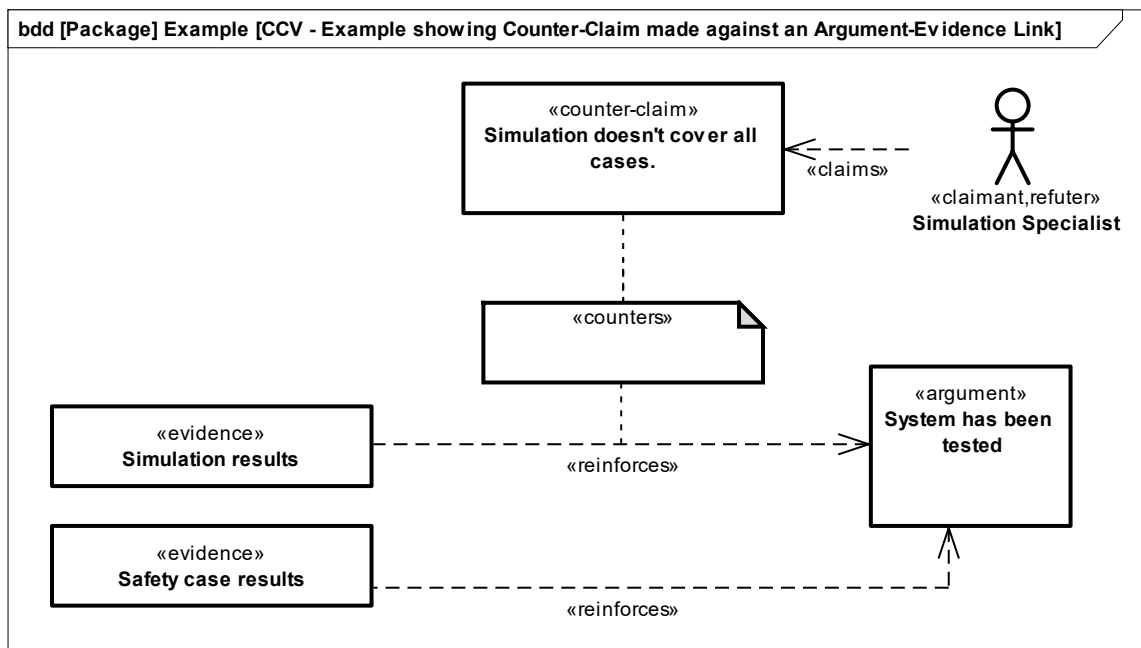 bdd [Package] Example [CCV - Example showing Counter-Claim made against an Argument-Evidence Link]
«counter-claim»
Simulation doesn't cover all
cases.
«claims»
«claimant,refuter»
Simulation Specialist
«counters»
«argument»
System has been
tested
«evidence»
Simulation results
«reinforces»
«evidence»
Safety case results
«reinforces»